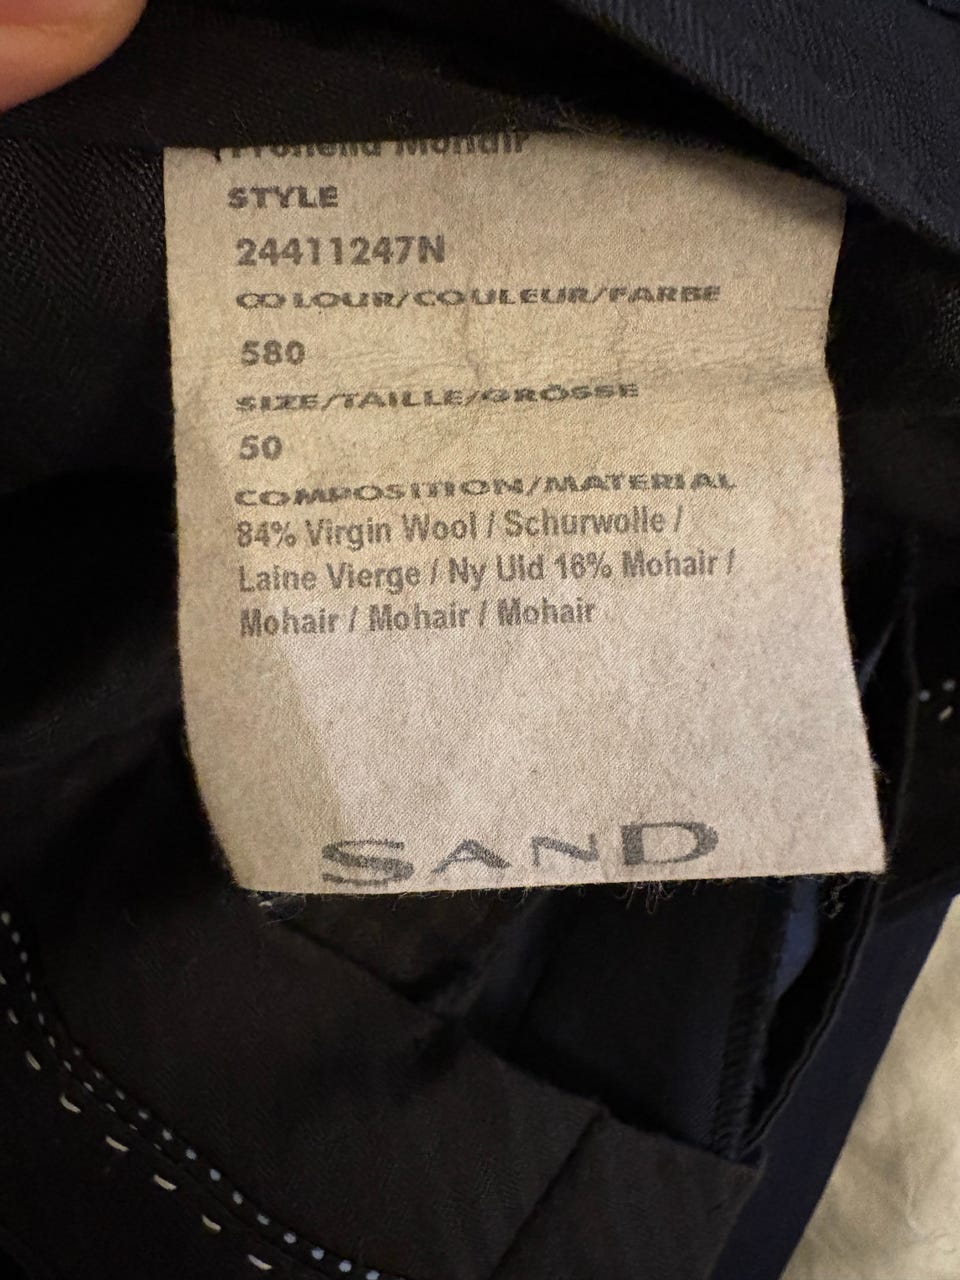 Mohair
STYLE
24411247N
COLOUR/COULEUR/FARBE
580
SIZE/TAILLE/GRÖSSE
50
COMPOSITION/MATERIAL
84% Virgin Wool / Schurwolle /
Laine Vierge / Ny Uld 16% Mohair /
Mohair / Mohair / Mohair
SAND